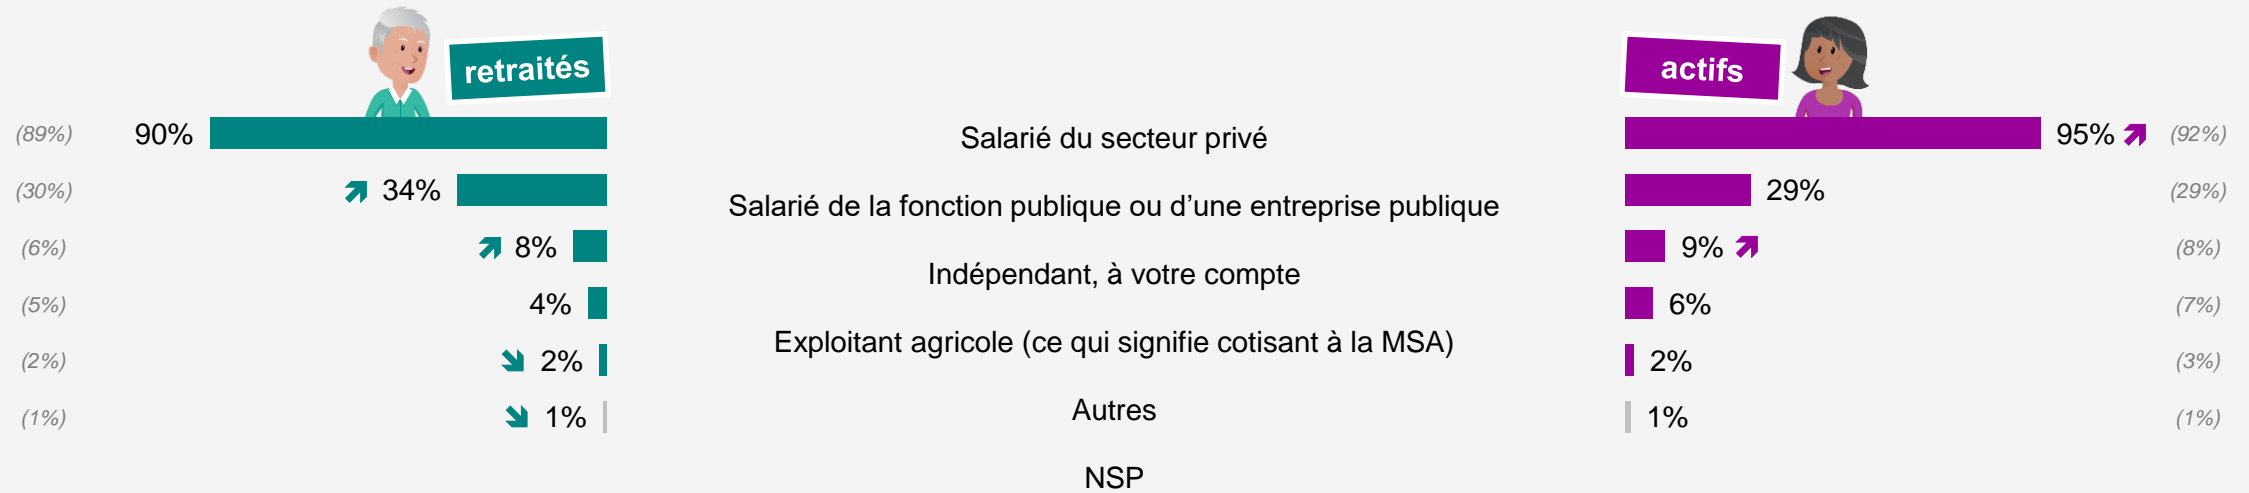 retraités
actifs
(89%) 90% Salarié du secteur privé 95% (92%)
(30%) 34% Salarié de la fonction publique ou d’une entreprise publique 29% (29%)
(6%) 8% Indépendant, à votre compte 9% (8%)
(5%) 4% Exploitant agricole (ce qui signifie cotisant à la MSA) 6% (7%)
(2%) 2% Autres 2% (3%)
(1%) 1% NSP 1% (1%)